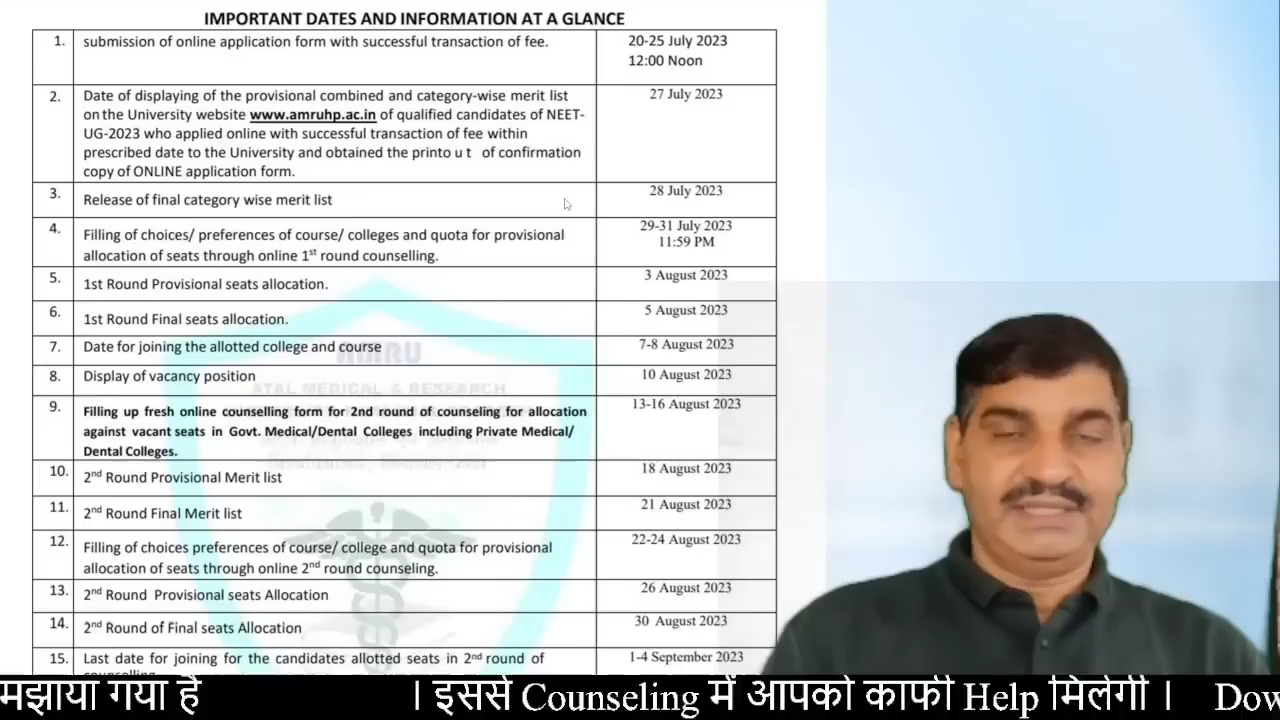 IMPORTANT DATES AND INFORMATION AT A GLANCE
1. submission of online application form with successful transaction of fee. 20-25 July 2023
12:00 Noon
2. Date of displaying of the provisional combined and category-wise merit list 27 July 2023
on the University website www.amruhp.ac.in of qualified candidates of NEET-
UG-2023 who applied online with successful transaction of fee within
prescribed date to the University and obtained the printo u t of confirmation
copy of ONLINE application form.
3. Release of final category wise merit list 28 July 2023
4. Filling of choices/ preferences of course/ colleges and quota for provisional 29-31 July 2023
allocation of seats through online 1st round counselling. 11:59 PM
5. 1st Round Provisional seats allocation. 3 August 2023
6. 1st Round Final seats allocation. 5 August 2023
7. Date for joining the allotted college and course 7-8 August 2023
AMRU
8. Display of vacancy position 10 August 2023
ATAL MEDICAL & RESEARCH
9. Filling up fresh online counselling form for 2nd round of counseling for allocation 13-16 August 2023
against vacant seats in Govt. Medical/Dental Colleges including Private Medical/
Dental Colleges.
10. 2nd Round Provisional Merit list 18 August 2023
11. 2nd Round Final Merit list 21 August 2023
12. Filling of choices preferences of course/ college and quota for provisional 22-24 August 2023
allocation of seats through online 2nd round counseling.
13. 2nd Round Provisional seats Allocation 26 August 2023
14. 2nd Round of Final seats Allocation 30 August 2023
15. Last date for joining for the candidates allotted seats in 2nd round of 1-4 September 2023
मझाया गया है । इससे Counseling में आपको काफी Help मिलेगी । Dow